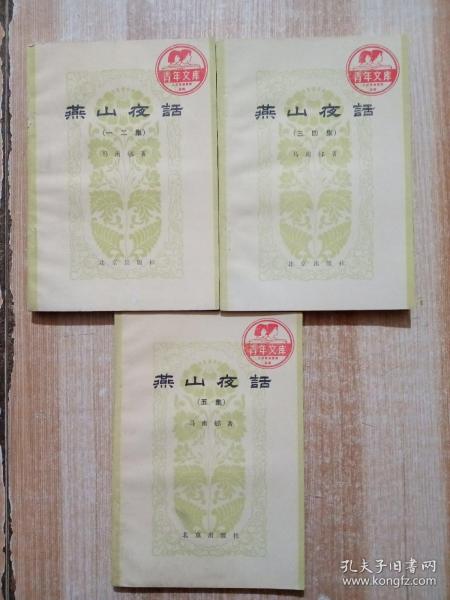 青年文库
燕山夜話
(一二集)
马南邨著
北京出版社
青年文库
燕山夜話
(三四集)
马南邨著
北京出版社
青年文库
燕山夜話
(五集)
马南邨著
北京出版社
孔夫子旧书网
www.kongfz.com